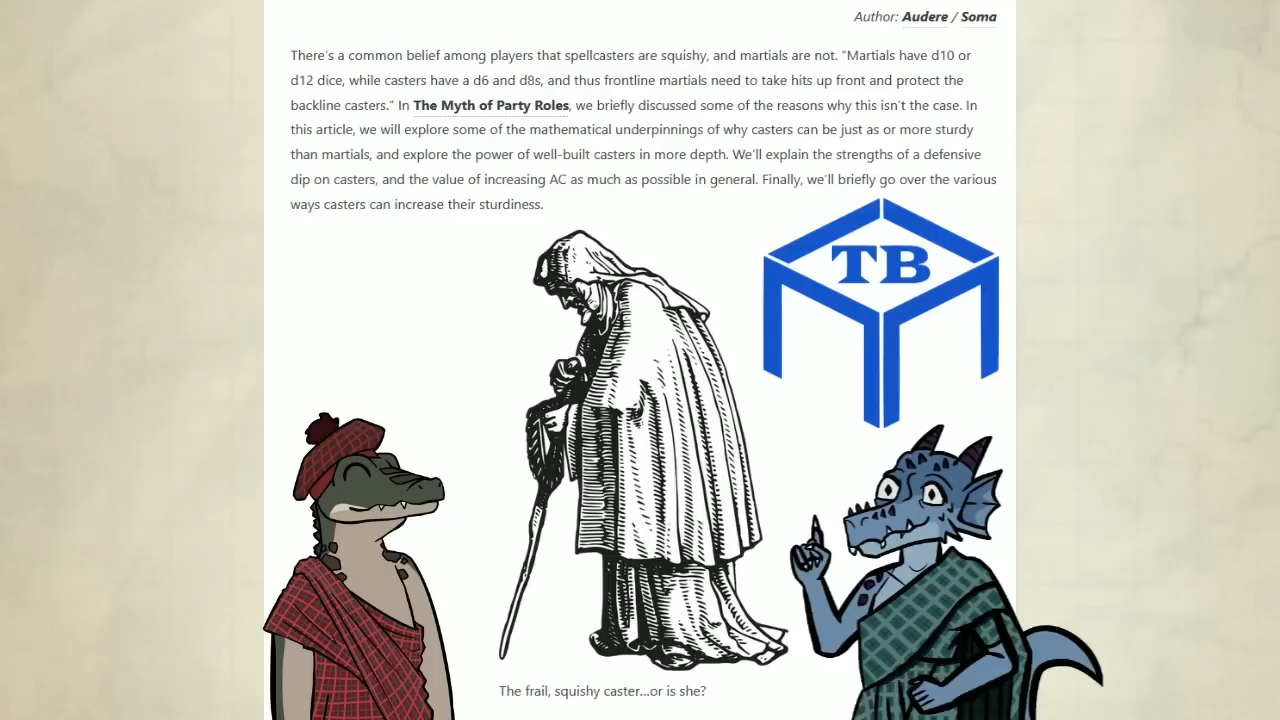 Author: Audere / Soma
There's a common belief among players that spellcasters are squishy, and martials are not. “Martials have d10 or
d12 dice, while casters have a d6 and d8s, and thus frontline martials need to take hits up front and protect the
backline casters.” In The Myth of Party Roles, we briefly discussed some of the reasons why this isn't the case. In
this article, we will explore some of the mathematical underpinnings of why casters can be just as or more sturdy
than martials, and explore the power of well-built casters in more depth. We'll explain the strengths of a defensive
dip on casters, and the value of increasing AC as much as possible in general. Finally, we'll briefly go over the various
ways casters can increase their sturdiness.
TB
The frail, squishy caster...or is she?